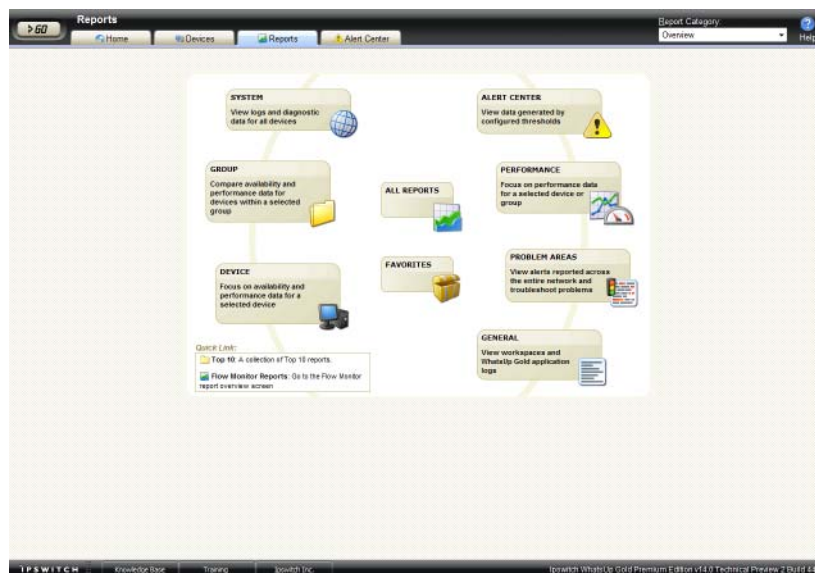 GO
Reports
Home
Devices
Reports
Alert Center
Report Category:
Overview
Help
SYSTEM
View logs and diagnostic
data for all devices
ALERT CENTER
View data generated by
configured thresholds
GROUP
Compare availability and
performance data for
devices within a selected
group
ALL REPORTS
PERFORMANCE
Focus on performance data
for a selected device or
group
DEVICE
Focus on availability and
performance data for a
selected device
FAVORITES
PROBLEM AREAS
View alerts reported across
the entire network and
troubleshoot problems
GENERAL
View workspaces and
WhatsUp Gold application
logs
Quick Link:
Top 10: A collection of Top 10 reports.
Flow Monitor Reports: Go to the Flow Monitor
report overview screen
IPSWITCH
Knowledge Base
Training
Ipswitch Inc.
Ipswitch WhatsUp Gold Premium Edition v14.0 Technical Preview 2 Build